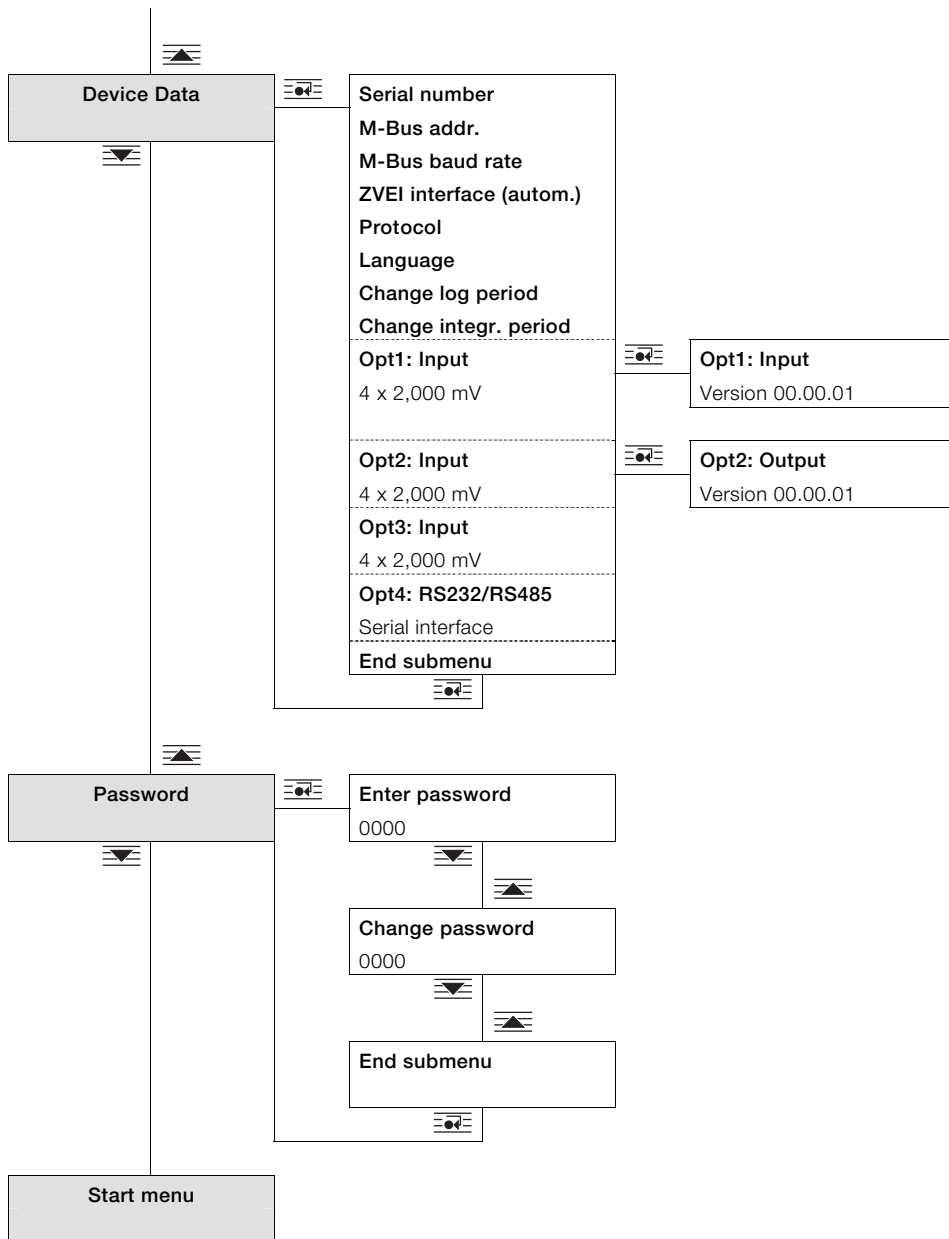 Device Data
Serial number
M-Bus addr.
M-Bus baud rate
ZVEI interface (autom.)
Protocol
Language
Change log period
Change integr. period
Opt1: Input
4 x 2,000 mV
Opt1: Input
Version 00.00.01
Opt2: Input
4 x 2,000 mV
Opt2: Output
Version 00.00.01
Opt3: Input
4 x 2,000 mV
Opt4: RS232/RS485
Serial interface
End submenu
Password
Enter password
0000
Change password
0000
End submenu
Start menu